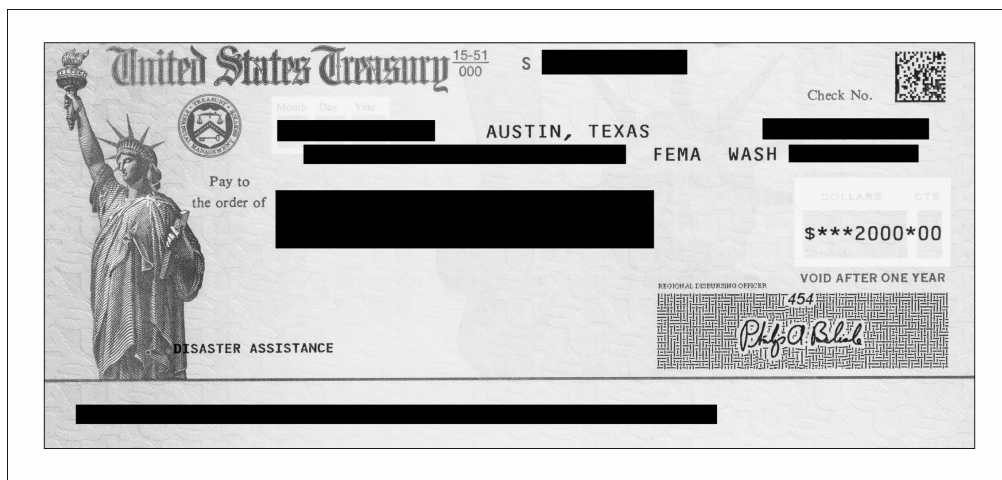 United States Treasury 15-51 000 S
Check No.
Month Day Year
AUSTIN, TEXAS
FEMA WASH
Pay to
the order of
DOLLARS CTS
$***2000*00
VOID AFTER ONE YEAR
REGIONAL DISBURSING OFFICER
454
DISASTER ASSISTANCE